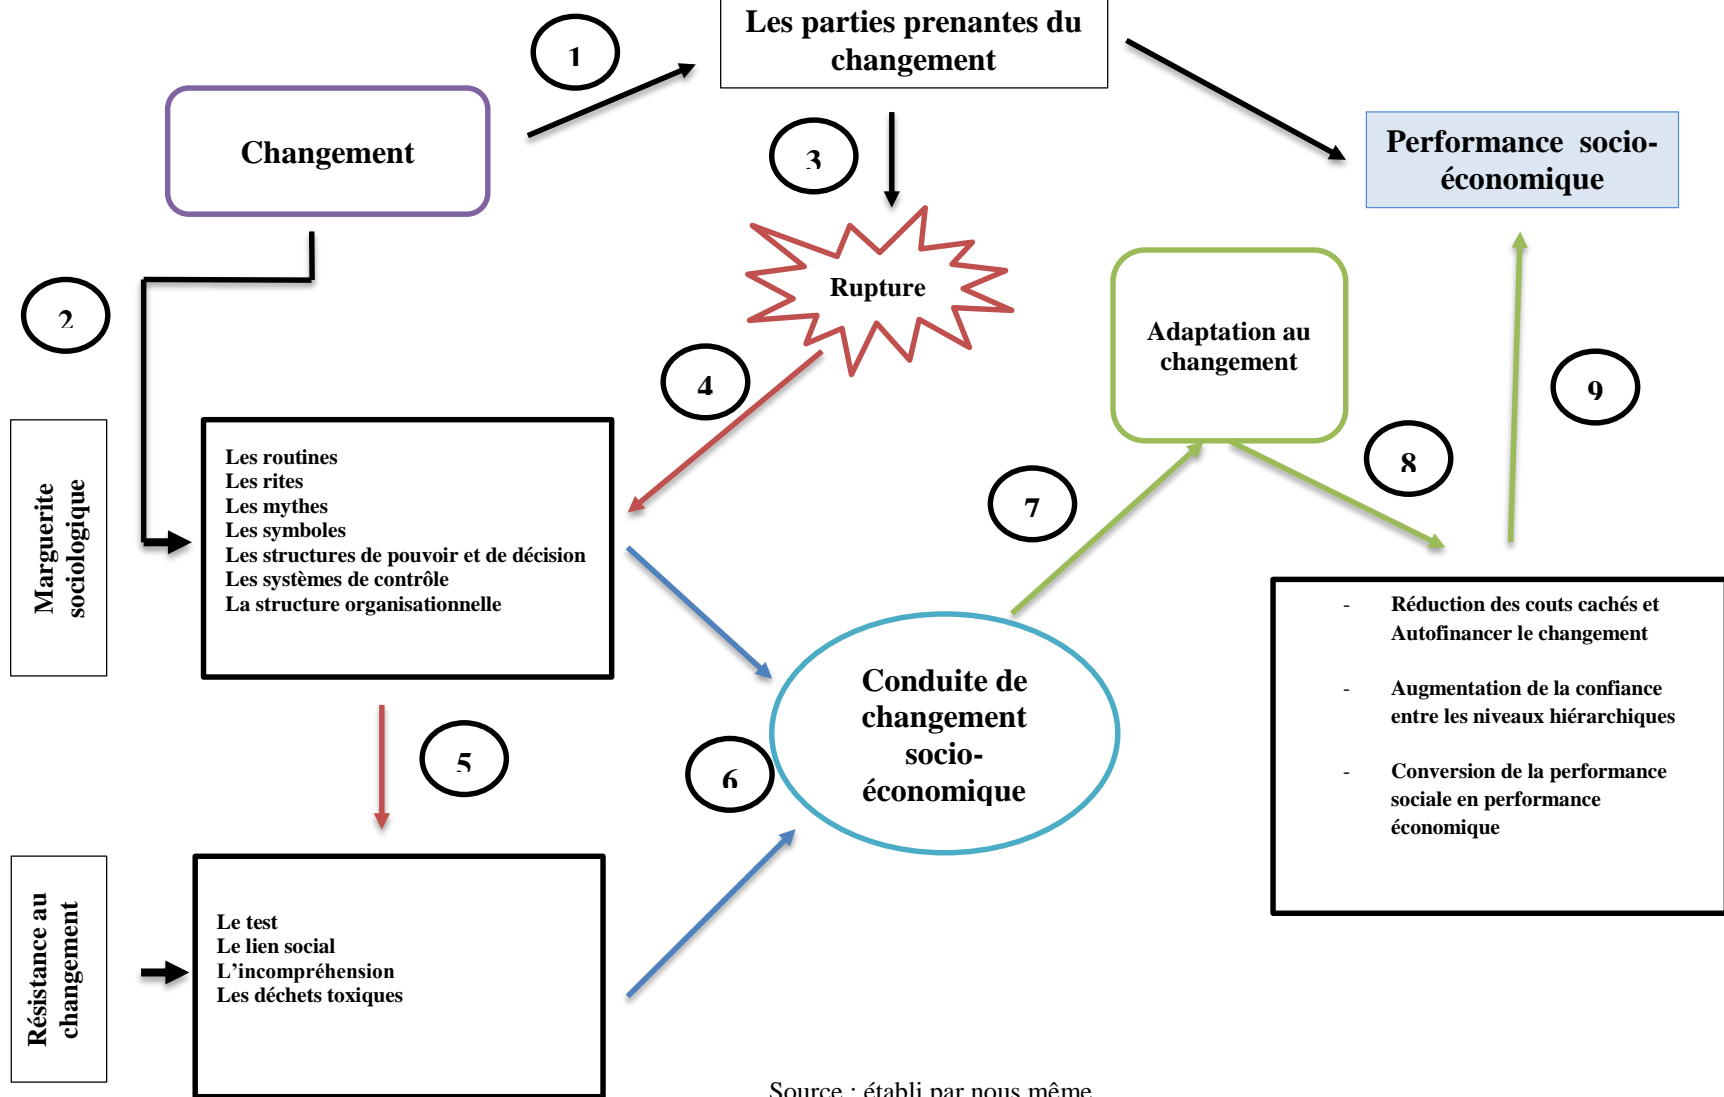 Les parties prenantes du
changement
1
Changement
3
Performance socio-
économique
2
Rupture
Adaptation au
changement
4
9
Marguerite
sociologique
Les routines
Les rites
Les mythes
Les symboles
Les structures de pouvoir et de décision
Les systèmes de contrôle
La structure organisationnelle
8
7
5
6
Conduite de
changement
socio-
économique
- Réduction des couts cachés et
Autofinancer le changement
- Augmentation de la confiance
entre les niveaux hiérarchiques
- Conversion de la performance
sociale en performance
économique
Résistance au
changement
Le test
Le lien social
L’incompréhension
Les déchets toxiques
Source : établi par nous même